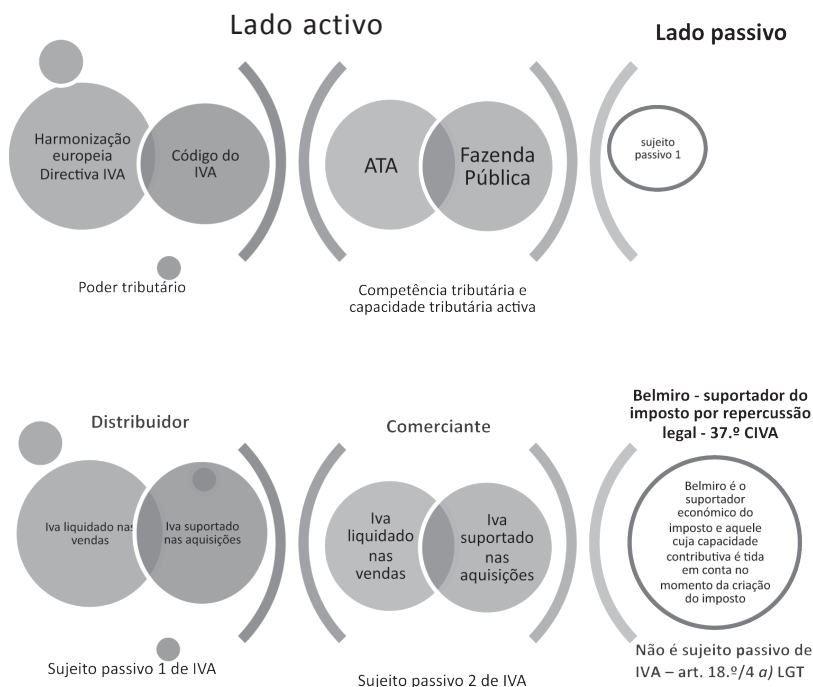 Lado activo
Lado passivo
Harmonização
europeia
Directiva IVA
Código do
IVA
ATA
Fazenda
Pública
sujeito
passivo 1
Poder tributário
Competência tributária e
capacidade tributária activa
Distribuidor
Comerciante
Belmiro - suportador do
imposto por repercussão
legal - 37.º CIVA
Iva liquidado nas
vendas
Iva suportado
nas aquisições
Iva
liquidado
nas
vendas
Iva
suportado
nas
aquisições
Belmiro é o
suportador
económico do
imposto e aquele
cuja capacidade
contributiva é tida
em conta no
momento da criação
do imposto
Sujeito passivo 1 de IVA
Sujeito passivo 2 de IVA
Não é sujeito passivo de
IVA – art. 18.º/4 a) LGT